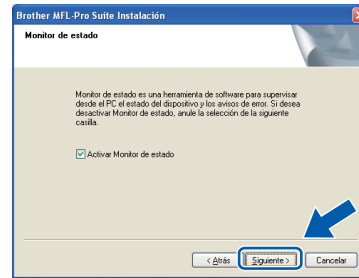 Brother MFL-Pro Suite Instalación
Monitor de estado
Monitor de estado es una herramienta de software para supervisar
desde el PC el estado del dispositivo y los avisos de error. Si desea
desactivar Monitor de estado, anule la selección de la siguiente
casilla.
Activar Monitor de estado
< Atrás
Siguiente >
Cancelar